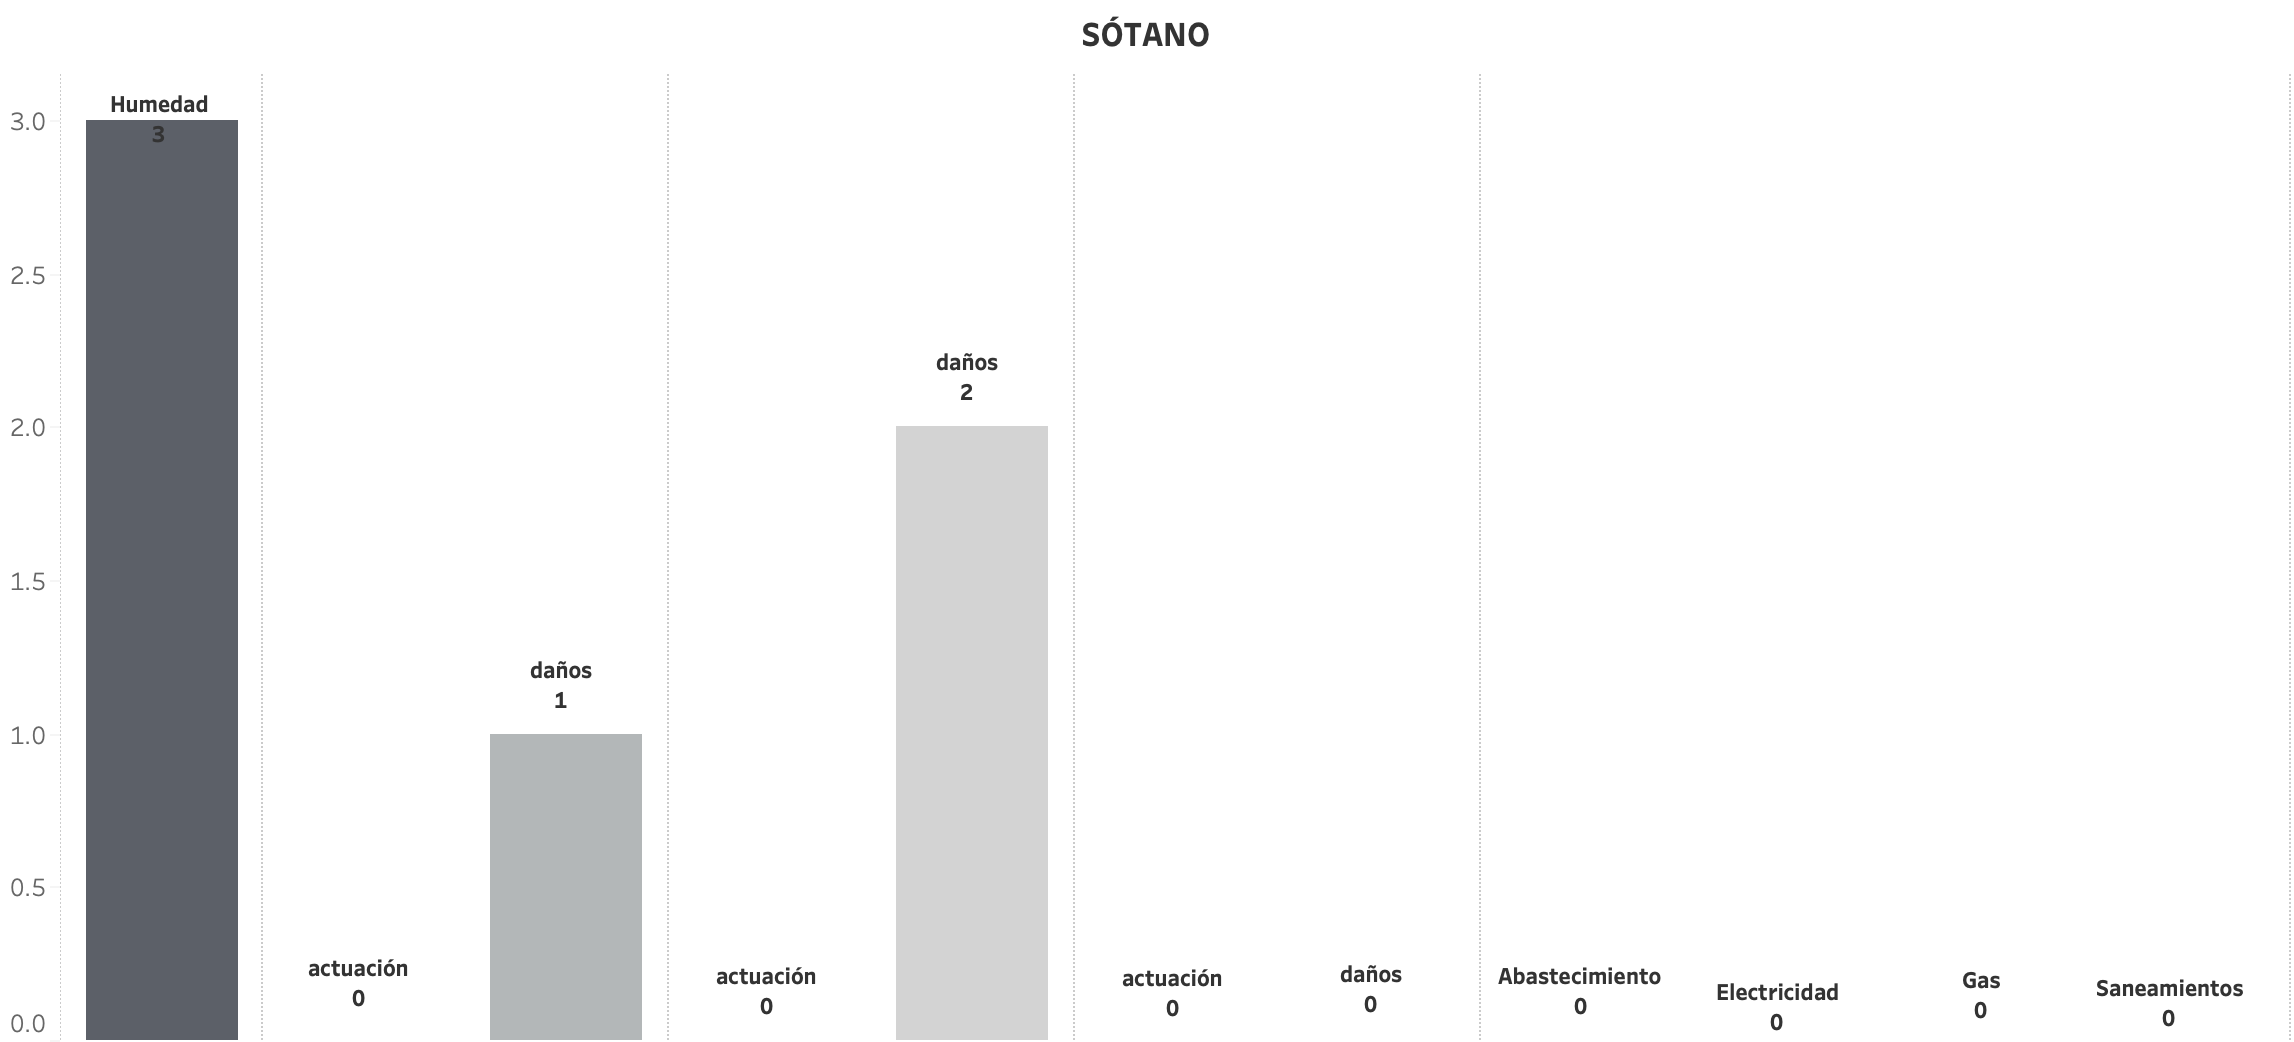 SÓTANO
3.0
2.5
2.0
1.5
1.0
0.5
0.0
Humedad
3
actuación
0
daños
1
actuación
0
daños
2
actuación
0
daños
0
Abastecimiento
0
Electricidad
0
Gas
0
Saneamientos
0